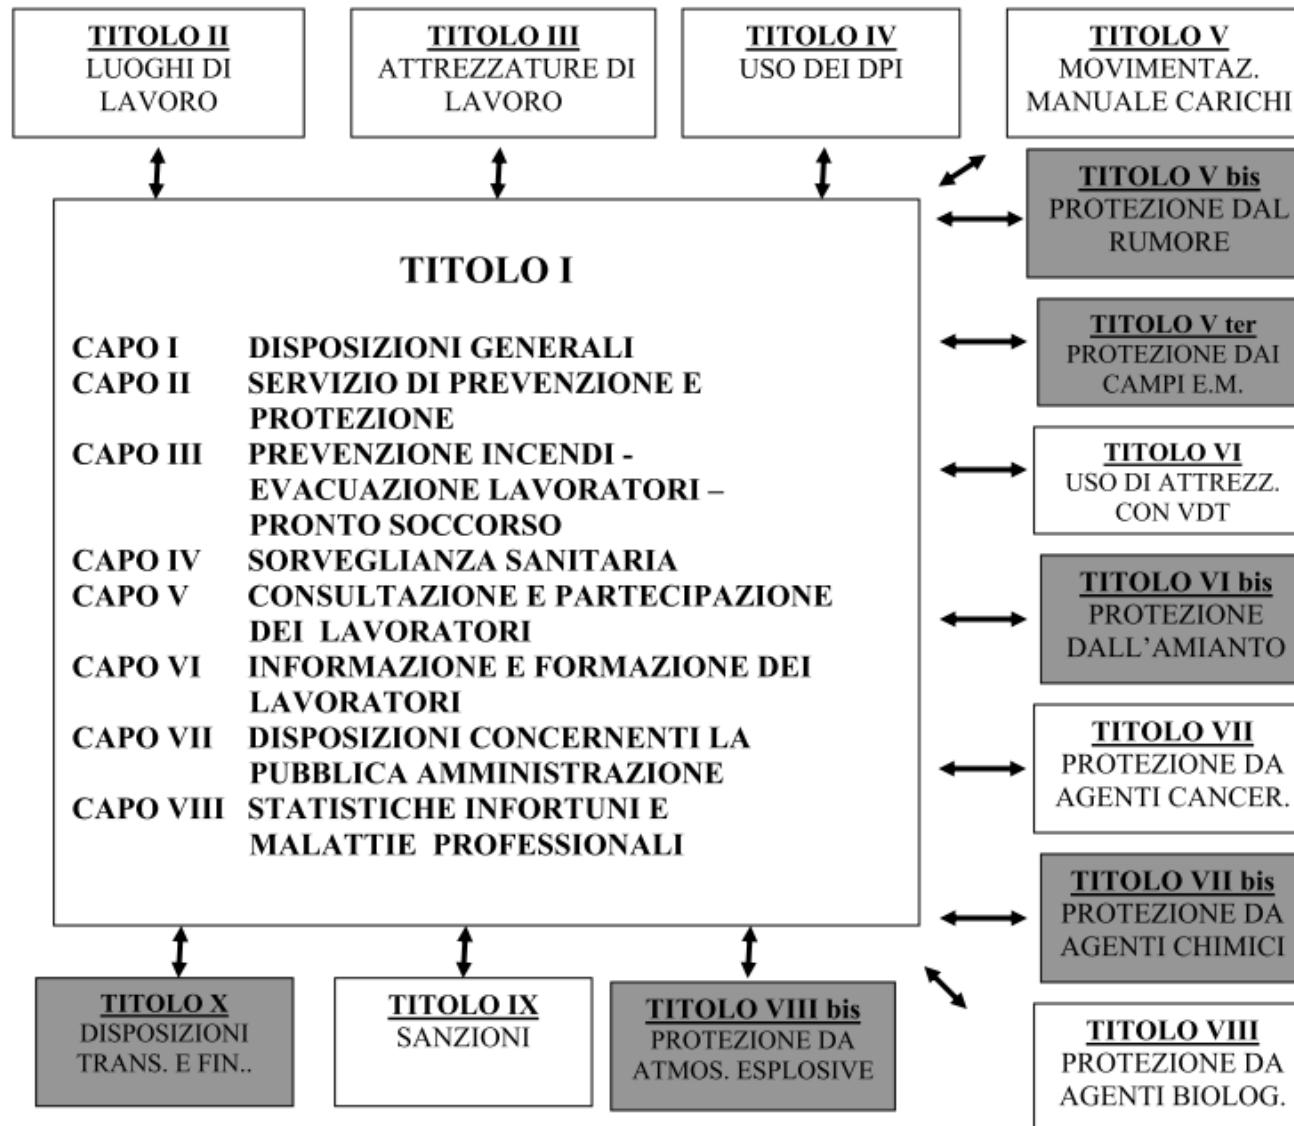 TITOLO II
LUOGHI DI
LAVORO
TITOLO III
ATTREZZATURE DI
LAVORO
TITOLO IV
USO DEI DPI
TITOLO V
MOVIMENTAZ.
MANUALE CARICHI
TITOLO V bis
PROTEZIONE DAL
RUMORE
TITOLO V ter
PROTEZIONE DAI
CAMPI E.M.
TITOLO VI
USO DI ATTREZZ.
CON VDT
TITOLO VI bis
PROTEZIONE
DALL’AMIANTO
TITOLO VII
PROTEZIONE DA
AGENTI CANCER.
TITOLO VII bis
PROTEZIONE DA
AGENTI CHIMICI
TITOLO VIII
PROTEZIONE DA
AGENTI BIOLOG.
TITOLO I
CAPO I DISPOSIZIONI GENERALI
CAPO II SERVIZIO DI PREVENZIONE E
PROTEZIONE
CAPO III PREVENZIONE INCENDI -
EVACUAZIONE LAVORATORI –
PRONTO SOCCORSO
CAPO IV SORVEGLIANZA SANITARIA
CAPO V CONSULTAZIONE E PARTECIPAZIONE
DEI LAVORATORI
CAPO VI INFORMAZIONE E FORMAZIONE DEI
LAVORATORI
CAPO VII DISPOSIZIONI CONCERNENTI LA
PUBBLICA AMMINISTRAZIONE
CAPO VIII STATISTICHE INFORTUNI E
MALATTIE PROFESSIONALI
TITOLO X
DISPOSIZIONI
TRANS. E FIN..
TITOLO IX
SANZIONI
TITOLO VIII bis
PROTEZIONE DA
ATMOS. ESPLOSIVE